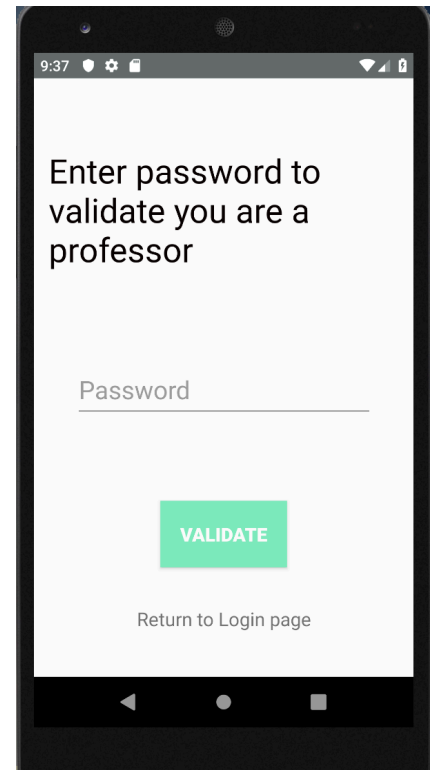 9:37
Enter password to
validate you are a
professor
Password
VALIDATE
Return to Login page